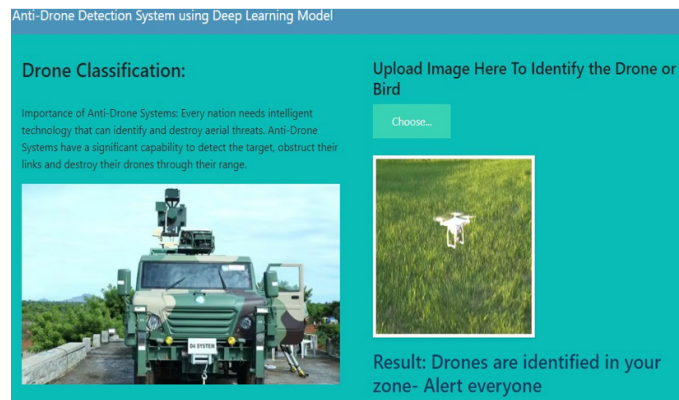 Anti-Drone Detection System using Deep Learning Model
Drone Classification:
Importance of Anti-Drone Systems: Every nation needs intelligent
technology that can identify and destroy aerial threats. Anti-Drone
Systems have a significant capability to detect the target, obstruct their
links and destroy their drones through their range.
D4 SYSTEM
Upload Image Here To Identify the Drone or
Bird
Choose...
Result: Drones are identified in your
zone- Alert everyone